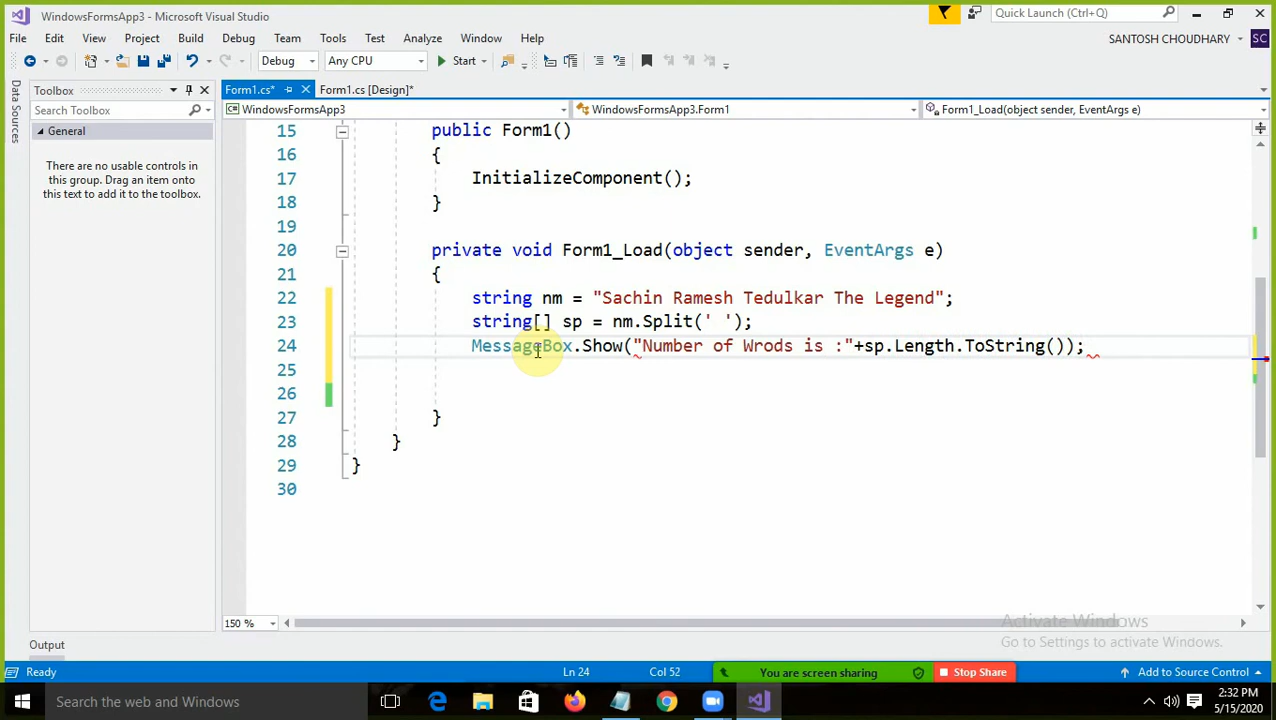 WindowsFormsApp3 - Microsoft Visual Studio
Quick Launch (Ctrl+Q)
File Edit View Project Build Debug Team Tools Test Analyze Window Help
SANTOSH CHOUDHARY
SC
Debug
Any CPU
Start
Data Sources
Toolbox
Search Toolbox
General
There are no usable controls in
this group. Drag an item onto
this text to add it to the toolbox.
Form1.cs*
Form1.cs [Design]*
WindowsFormsApp3
WindowsFormsApp3.Form1
Form1_Load(object sender, EventArgs e)
15 public Form1()
16 {
17 InitializeComponent();
18 }
19
20 private void Form1_Load(object sender, EventArgs e)
21 {
22 string nm = "Sachin Ramesh Tedulkar The Legend";
23 string[] sp = nm.Split(' ');
24 MessageBox.Show("Number of Wrods is :"+sp.Length.ToString());
25
26
27 }
28 }
29 }
30
150 %
Activate Windows
Go to Settings to activate Windows.
Output
Ready
Ln 24
Col 52
You are screen sharing
Stop Share
Add to Source Control
Search the web and Windows
2:32 PM
5/15/2020